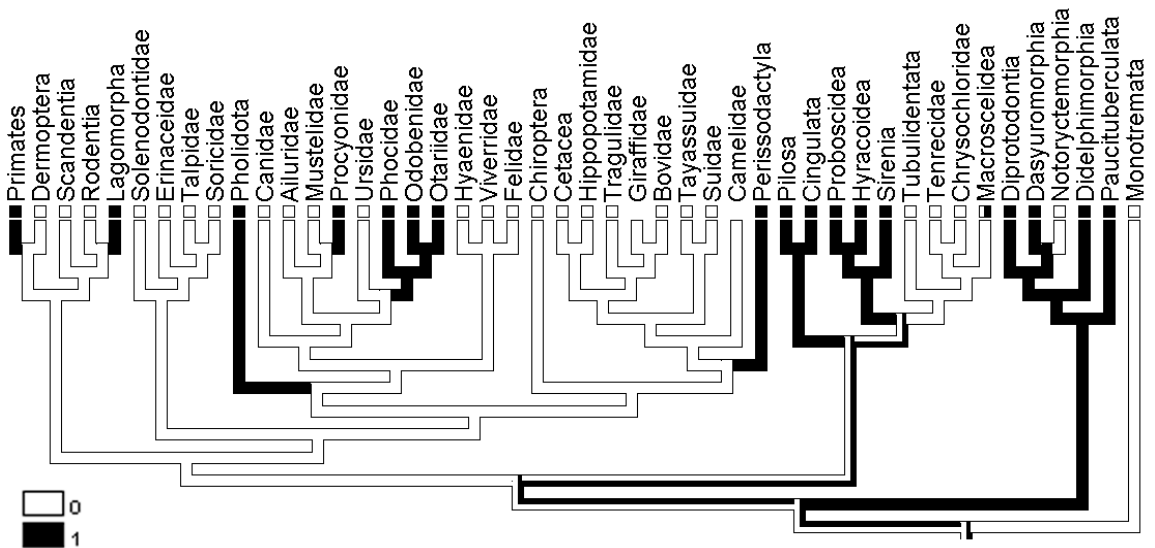 Primates
Dermoptera
Scandentia
Rodentia
Lagomorpha
Solenodontidae
Erinaceidae
Talpidae
Soricidae
Pholidota
Canidae
Ailuridae
Mustelidae
Procyonidae
Ursidae
Phocidae
Odobenidae
Otariidae
Hyaenidae
Viverridae
Felidae
Chiroptera
Cetacea
Hippopotamidae
Tragulidae
Giraffidae
Bovidae
Tayassuidae
Suidae
Camelidae
Perissodactyla
Pilosa
Cingulata
Proboscidea
Hyracoidea
Sirenia
Tubulidentata
Tenrecidae
Chrysochloridae
Macroscelidea
Diprotodontia
Dasyuromorphia
Notoryctemorphia
Didelphimorphia
Pauctuberculata
Monotremata
0
1